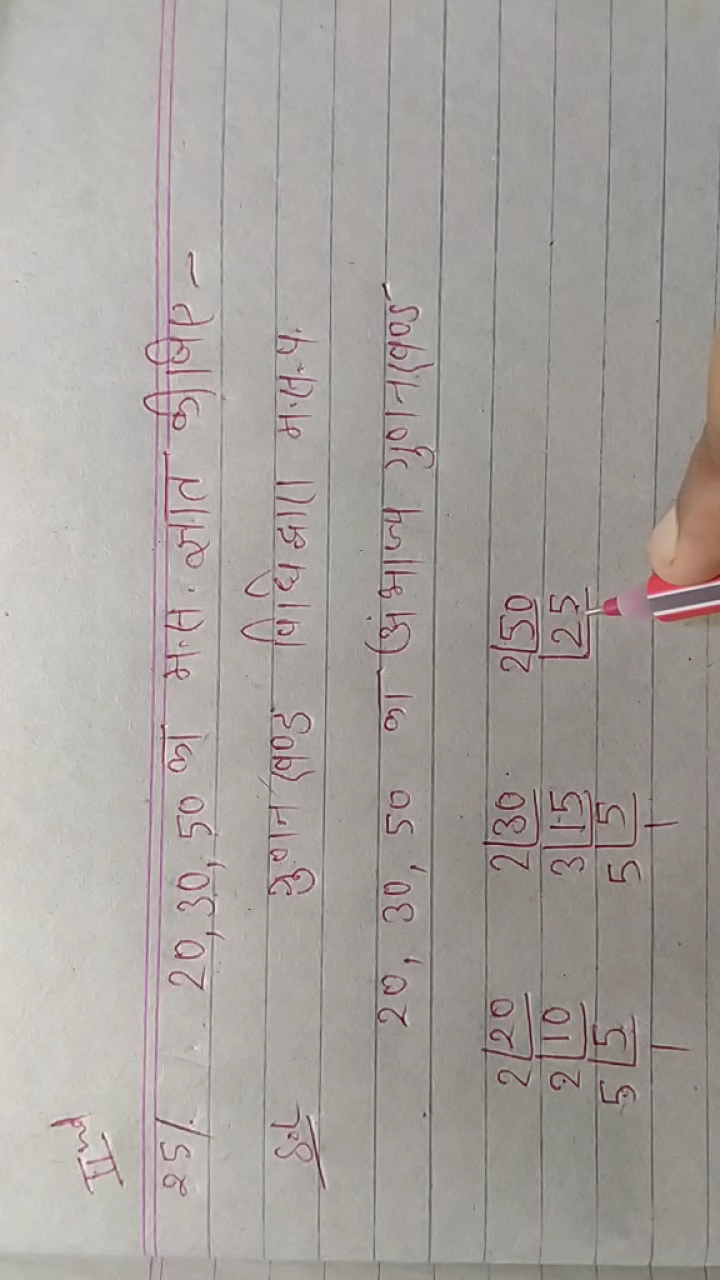 IInd
25/. 20,30,50 का म.स. ज्ञात कीजिए -
Sol गुणनखण्ड विधि द्वारा म.स.प.
20, 30, 50 का अभाज्य गुणनखण्ड
2|20 2|30 2|50
2|10 3|15 |25
5|5 5|5
1 1